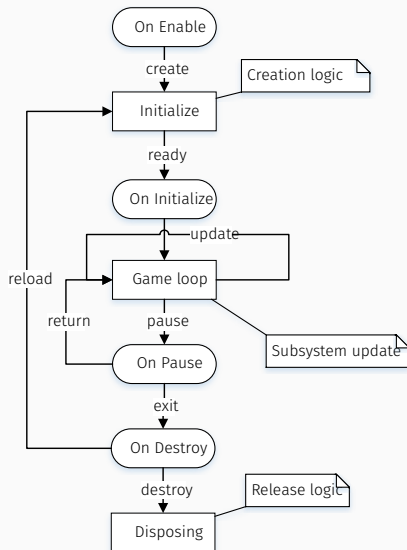 On Enable
create
Creation logic
Initialize
ready
On Initialize
update
reload
Game loop
return
pause
Subsystem update
On Pause
exit
On Destroy
destroy
Release logic
Disposing